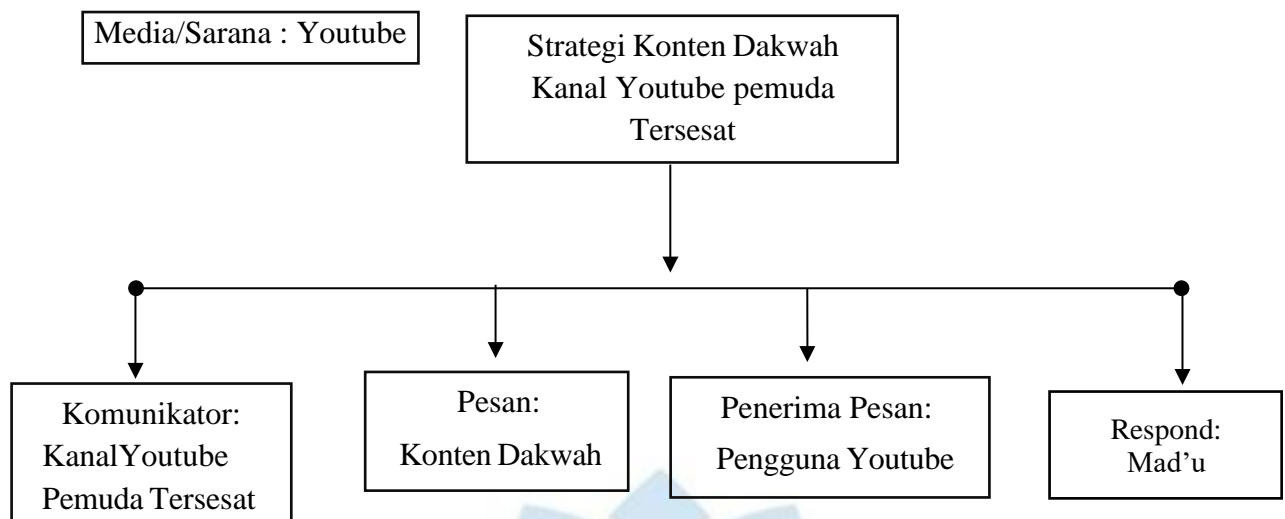 Media/Sarana : Youtube
Strategi Konten Dakwah
Kanal Youtube pemuda
Tersesat
Komunikator:
KanalYoutube
Pemuda Tersesat
Pesan:
Konten Dakwah
Penerima Pesan:
Pengguna Youtube
Respond:
Mad’u